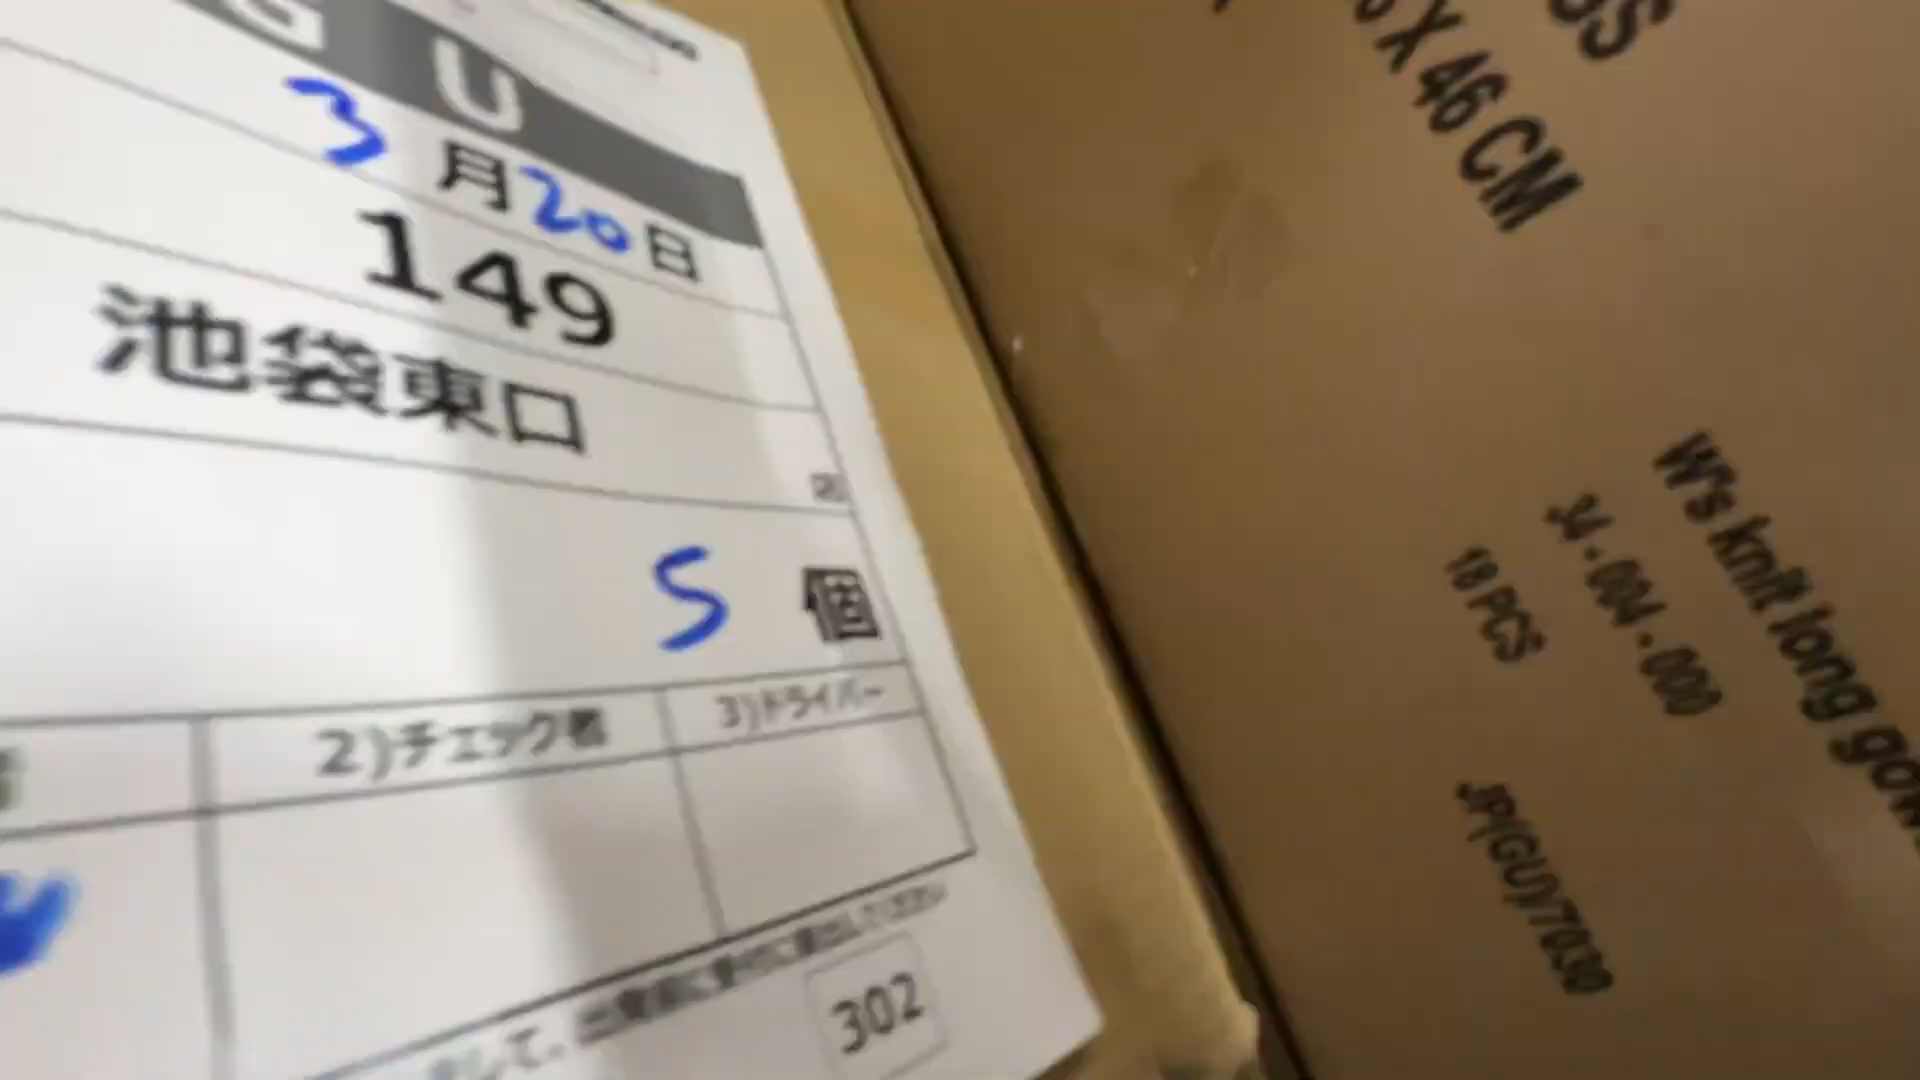 GU
3月20日
149
池袋東口
店
5 個
2)チェック者
3)ドライバー
302
X 46 CM
W's knit long gow
34 - 004 - 000
18 PCS
JP(GU)/7030